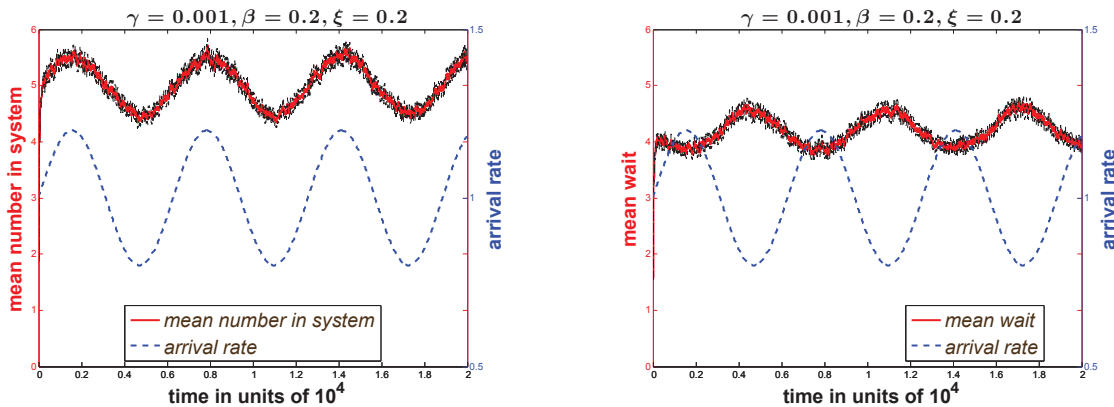 γ = 0.001, β = 0.2, ξ = 0.2
6
5
4
3
2
1
0
mean number in system
1.5
1
0.5
arrival rate
mean number in system
arrival rate
0 0.2 0.4 0.6 0.8 1 1.2 1.4 1.6 1.8 2
time in units of 10^4
γ = 0.001, β = 0.2, ξ = 0.2
6
5
4
3
2
1
0
mean wait
1.5
1
0.5
arrival rate
mean wait
arrival rate
0 0.2 0.4 0.6 0.8 1 1.2 1.4 1.6 1.8 2
time in units of 10^4